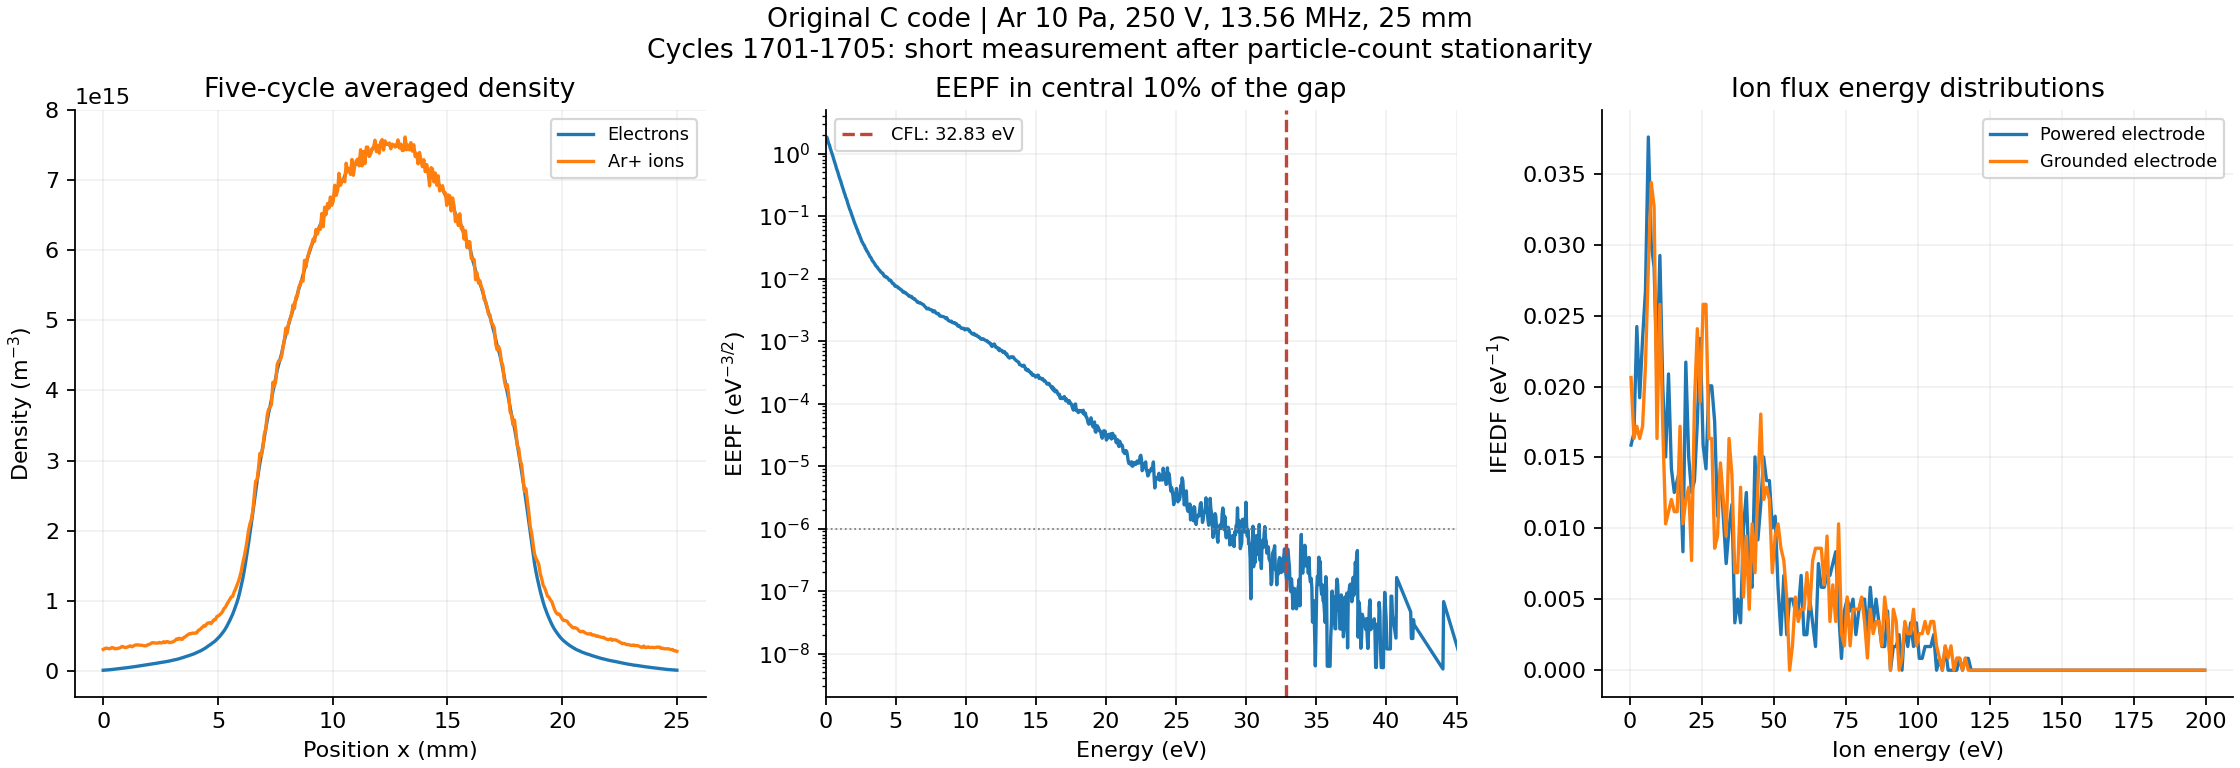 Original C code | Ar 10 Pa, 250 V, 13.56 MHz, 25 mm
Cycles 1701-1705: short measurement after particle-count stationarity
Five-cycle averaged density
1e15
Density (m⁻³)
8
7
6
5
4
3
2
1
0
Electrons
Ar+ ions
0 5 10 15 20 25
Position x (mm)
EEPF in central 10% of the gap
EEPF (eV⁻³ᐟ²)
10⁰
10⁻¹
10⁻²
10⁻³
10⁻⁴
10⁻⁵
10⁻⁶
10⁻⁷
10⁻⁸
CFL: 32.83 eV
0 5 10 15 20 25 30 35 40 45
Energy (eV)
Ion flux energy distributions
IFEDF (eV⁻¹)
0.035
0.030
0.025
0.020
0.015
0.010
0.005
0.000
Powered electrode
Grounded electrode
0 25 50 75 100 125 150 175 200
Ion energy (eV)